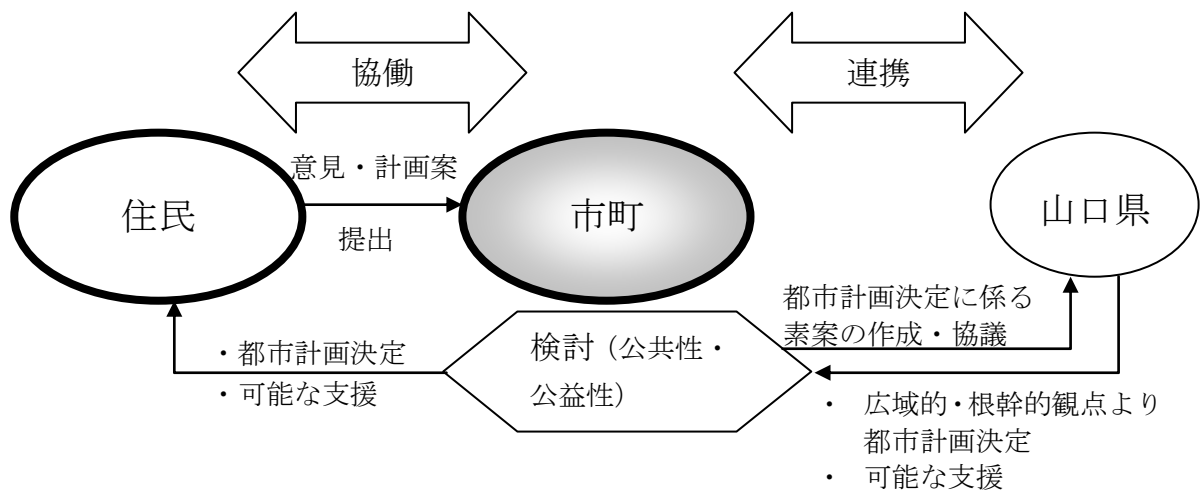 協働
連携
意見・計画案
提出
住民
市町
山口県
都市計画決定に係る
素案の作成・協議
検討（公共性・
公益性）
・都市計画決定
・可能な支援
・ 広域的・根幹的観点より
都市計画決定
・ 可能な支援